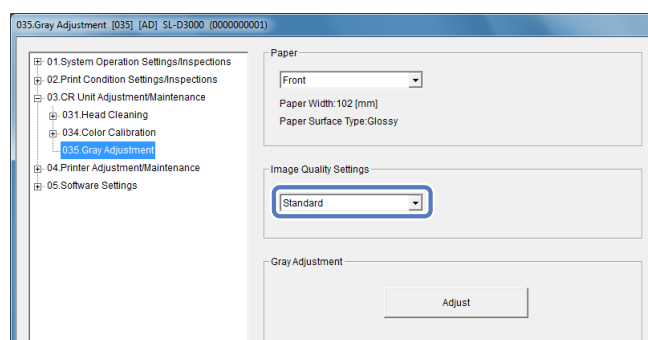 035.Gray Adjustment [035] [AD] SL-D3000 (0000000001)
01.System Operation Settings/Inspections
02.Print Condition Settings/Inspections
03.CR Unit Adjustment/Maintenance
031.Head Cleaning
034.Color Calibration
035.Gray Adjustment
04.Printer Adjustment/Maintenance
05.Software Settings
Paper
Front
Paper Width:102 [mm]
Paper Surface Type:Glossy
Image Quality Settings
Standard
Gray Adjustment
Adjust